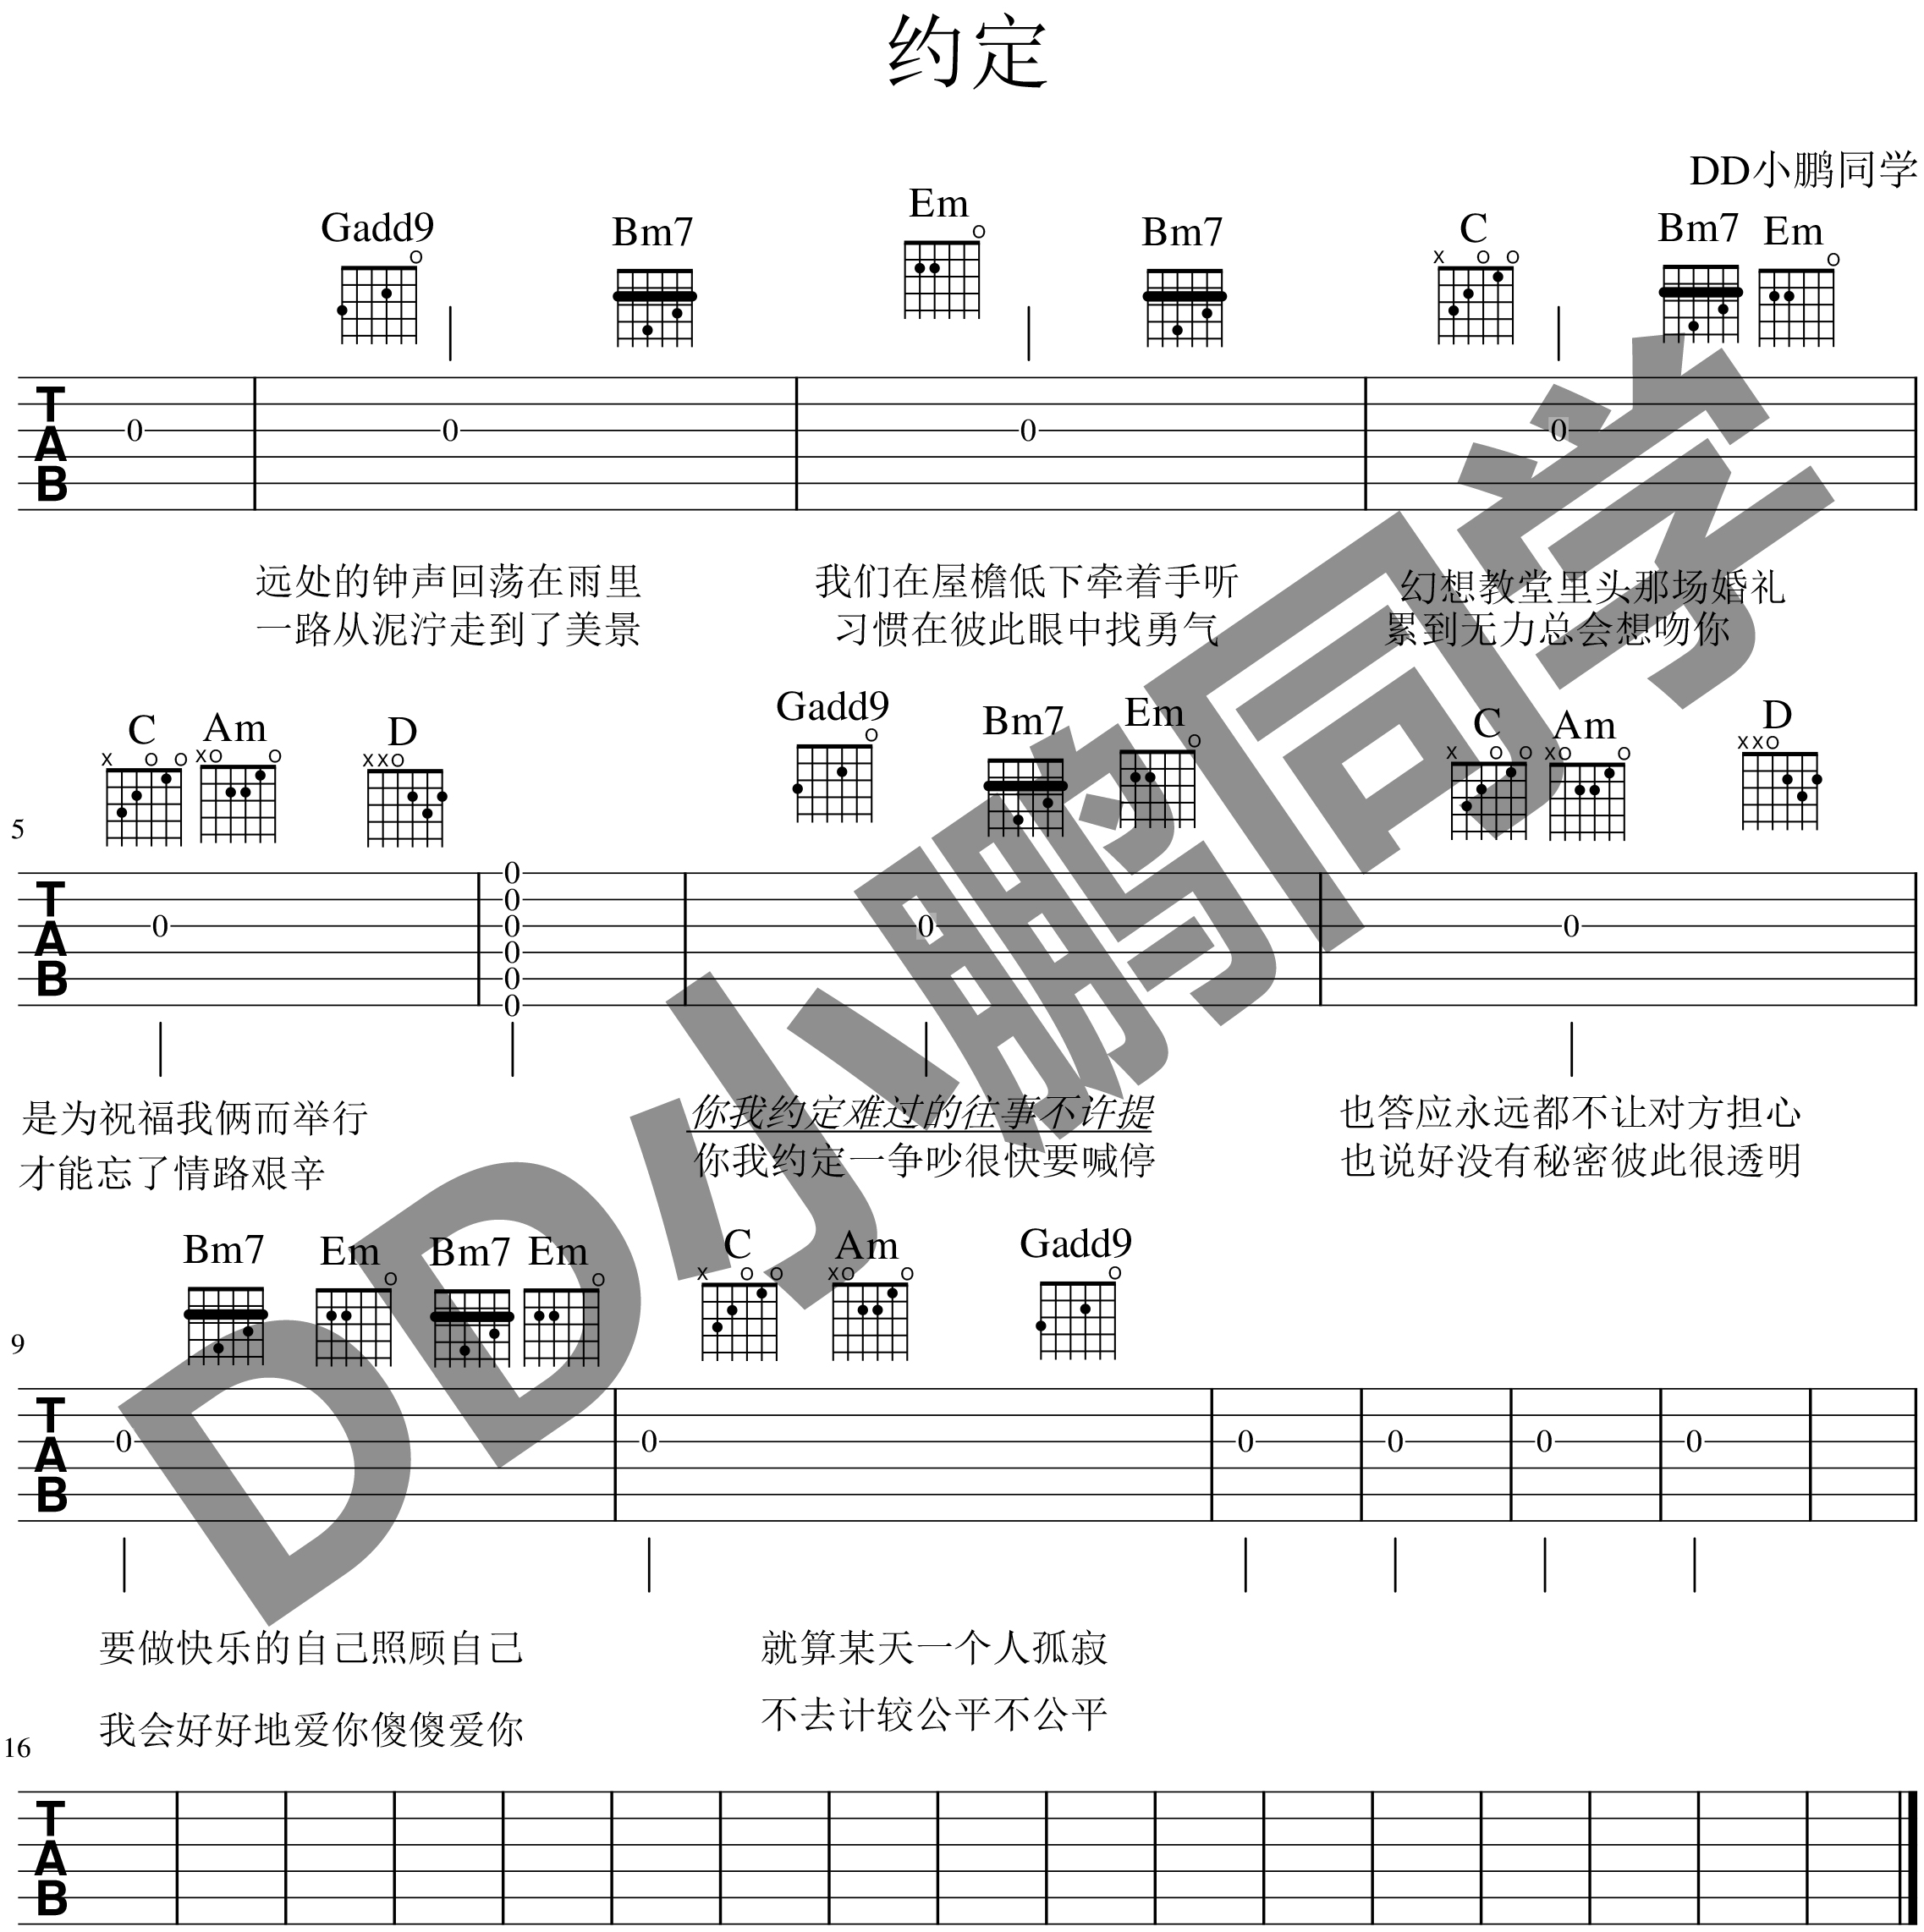 约定
DD小鹏同学
Gadd9 Bm7 Em Bm7 C Bm7 Em
T A B 0 0 0 0
远处的钟声回荡在雨里 我们在屋檐低下牵着手听 幻想教堂里头那场婚礼
一路从泥泞走到了美景 习惯在彼此眼中找勇气 累到无力总会想吻你
C Am D Gadd9 Bm7 Em C Am D
5
T A B 0 0 0 0 0 0 0 0 0
是为祝福我俩而举行 你我约定难过的往事不许提 也答应永远都不让对方担心
才能忘了情路艰辛 你我约定一争吵很快要喊停 也说好没有秘密彼此很透明
Bm7 Em Bm7 Em C Am Gadd9
9
T A B 0 0 0 0 0 0
要做快乐的自己照顾自己 就算某天一个人孤寂
我会好好地爱你傻傻爱你 不去计较公平不公平
16
T A B
DD小鹏同学